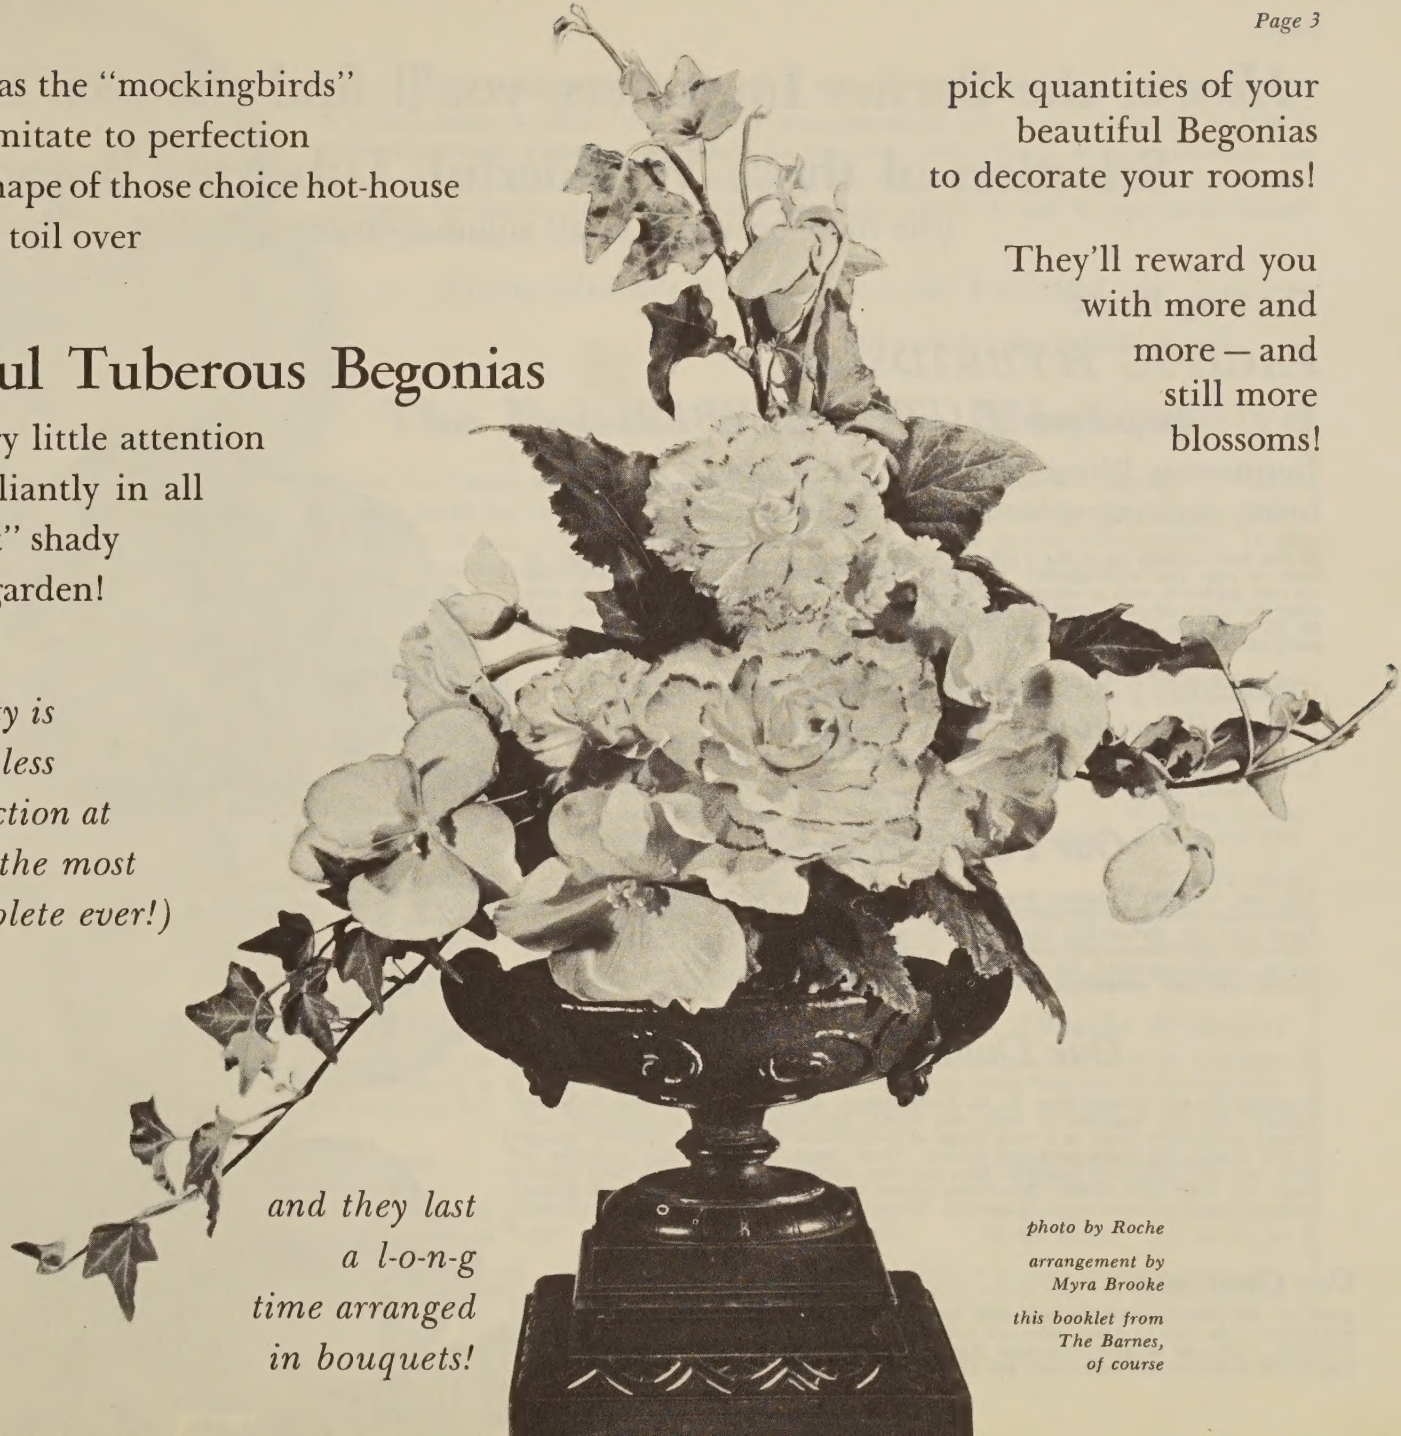 Page 3
as the “mockingbirds”
mitate to perfection
hape of those choice hot-house
toil over
ul Tuberous Begonias
y little attention
liantly in all
” shady
garden!
y is
less
ction at
the most
plete ever!)
pick quantities of your
beautiful Begonias
to decorate your rooms!
They’ll reward you
with more and
more — and
still more
blossoms!
and they last
a l-o-n-g
time arranged
in bouquets!
photo by Roche
arrangement by
Myra Brooke
this booklet from
The Barnes,
of course